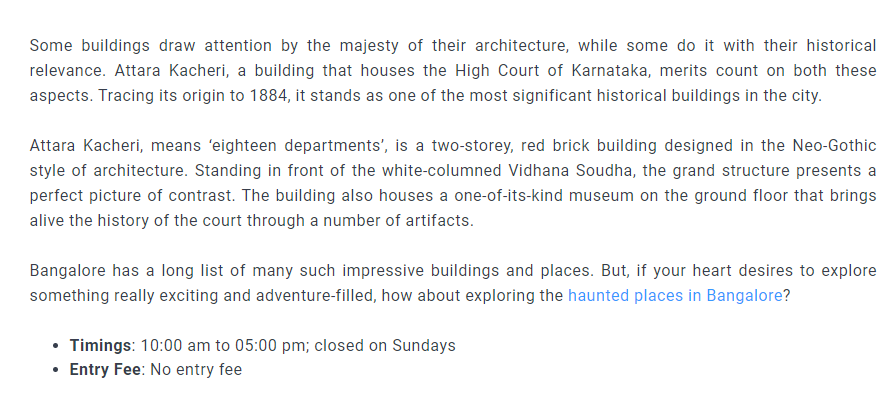 Some buildings draw attention by the majesty of their architecture, while some do it with their historical
relevance. Attara Kacheri, a building that houses the High Court of Karnataka, merits count on both these
aspects. Tracing its origin to 1884, it stands as one of the most significant historical buildings in the city.
Attara Kacheri, means ‘eighteen departments’, is a two-storey, red brick building designed in the Neo-Gothic
style of architecture. Standing in front of the white-columned Vidhana Soudha, the grand structure presents a
perfect picture of contrast. The building also houses a one-of-its-kind museum on the ground floor that brings
alive the history of the court through a number of artifacts.
Bangalore has a long list of many such impressive buildings and places. But, if your heart desires to explore
something really exciting and adventure-filled, how about exploring the haunted places in Bangalore?
• Timings: 10:00 am to 05:00 pm; closed on Sundays
• Entry Fee: No entry fee